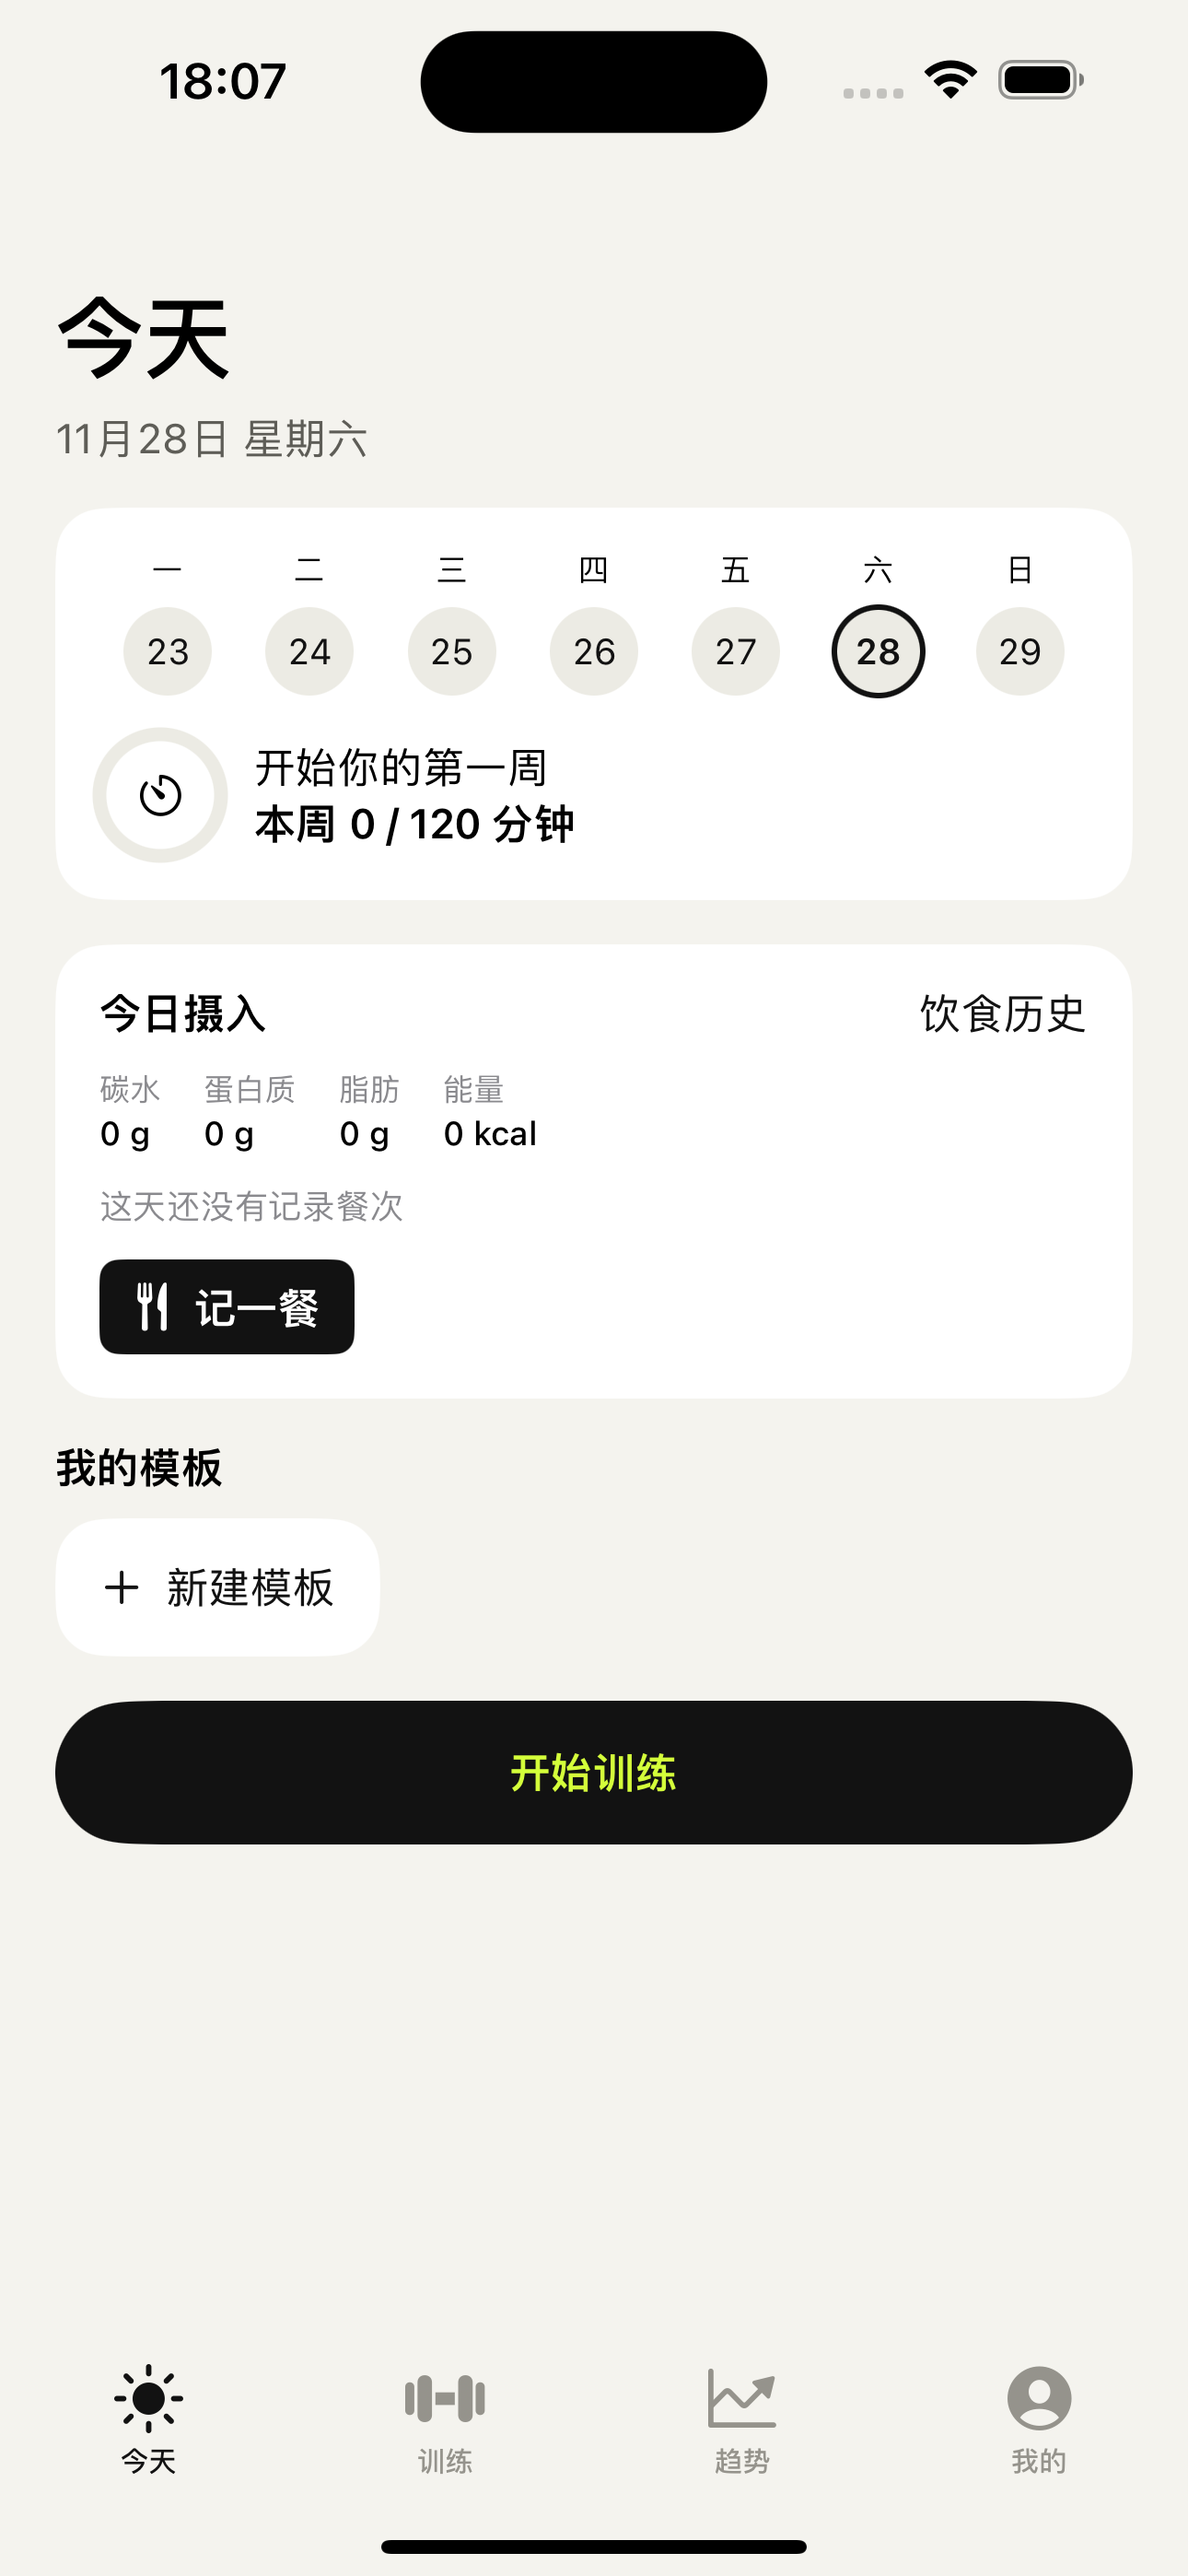 18:07
今天
11月28日 星期六
一 二 三 四 五 六 日
23 24 25 26 27 28 29
开始你的第一周
本周 0 / 120 分钟
今日摄入 饮食历史
碳水 蛋白质 脂肪 能量
0 g 0 g 0 g 0 kcal
这天还没有记录餐次
记一餐
我的模板
新建模板
开始训练
今天 训练 趋势 我的